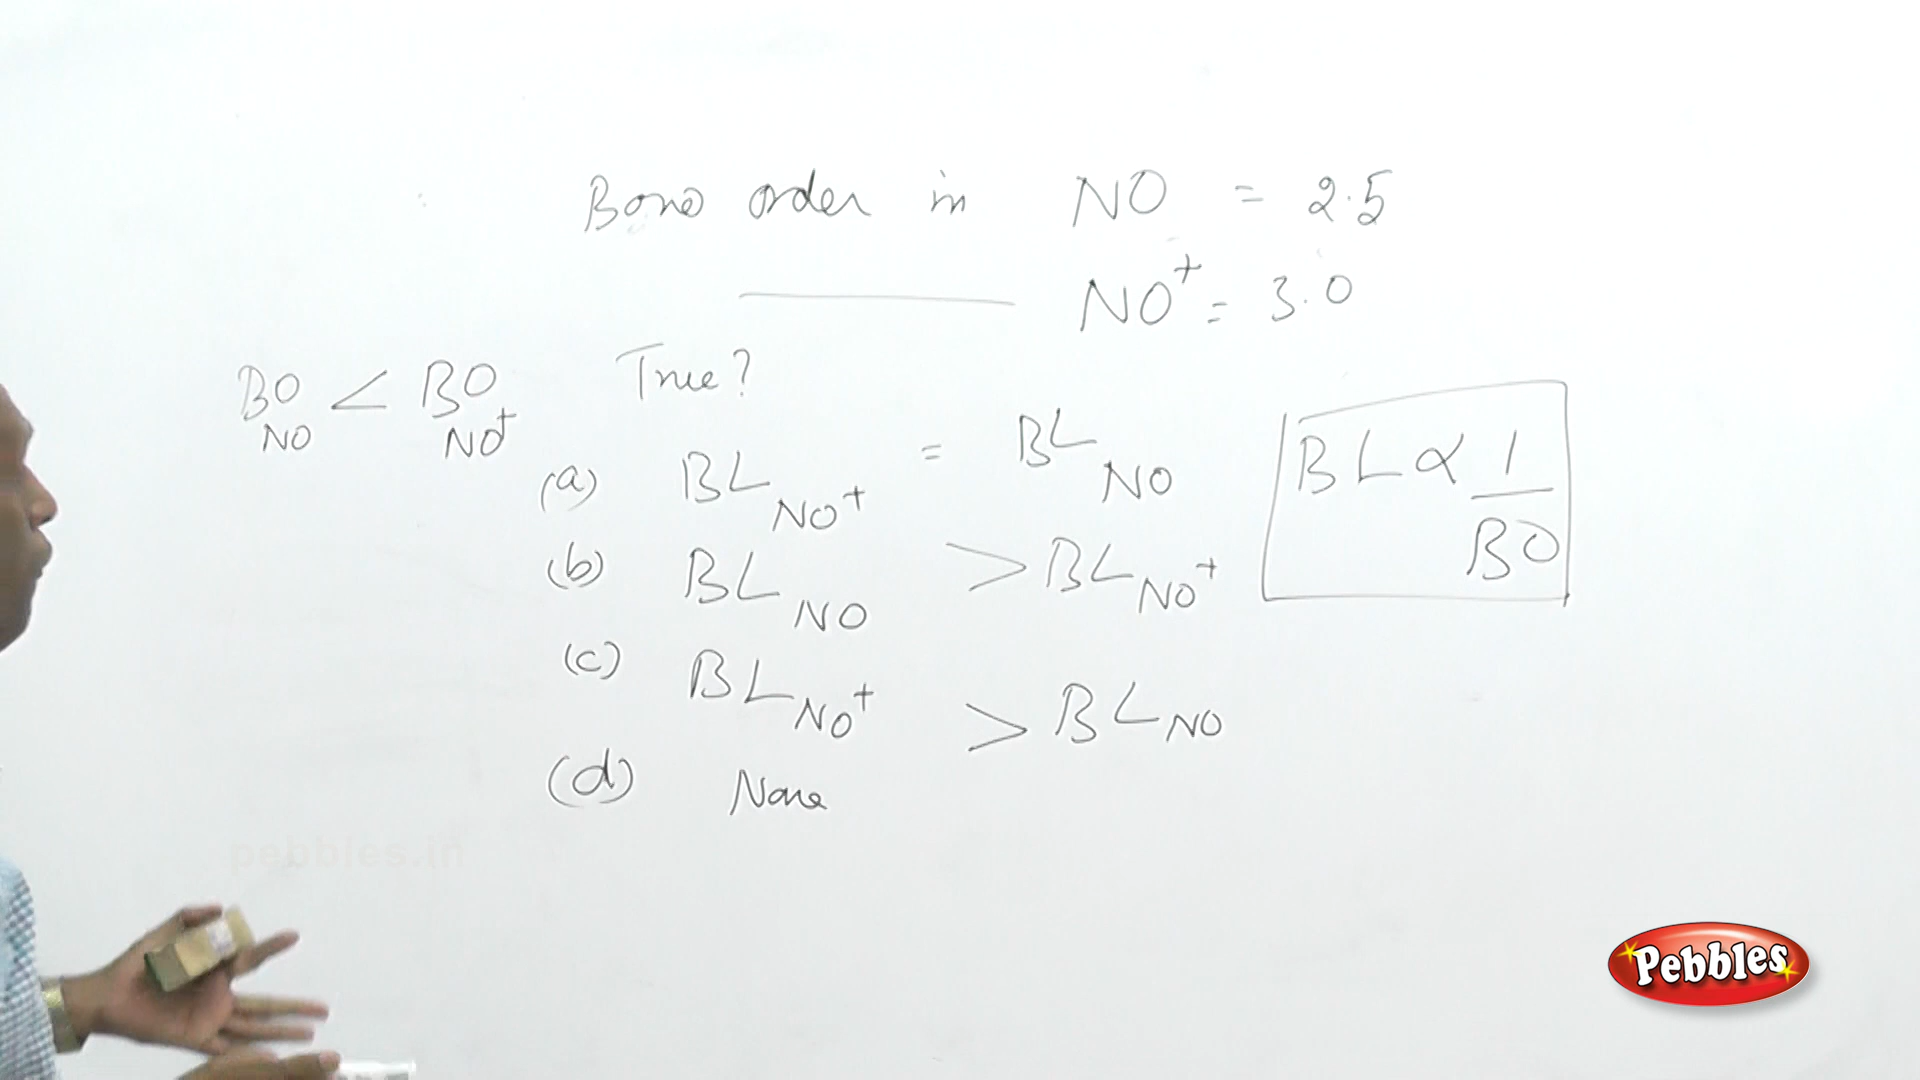 Bond order in NO = 2.5
NO⁺ = 3.0
BO NO < BO NO⁺
True?
(a) BL NO⁺ = BL NO
(b) BL NO > BL NO⁺
(c) BL NO⁺ > BL NO
(d) None
BL ∝ 1/BO
pebbles.in
Pebbles